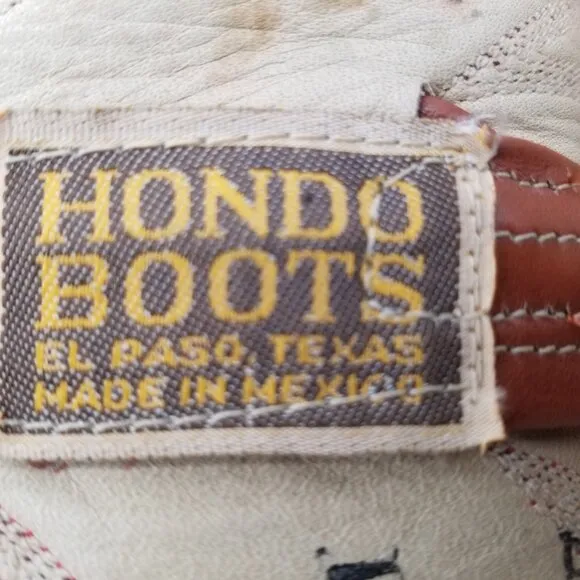 HONDO
BOOTS
EL PASO, TEXAS
MADE IN MEXICO